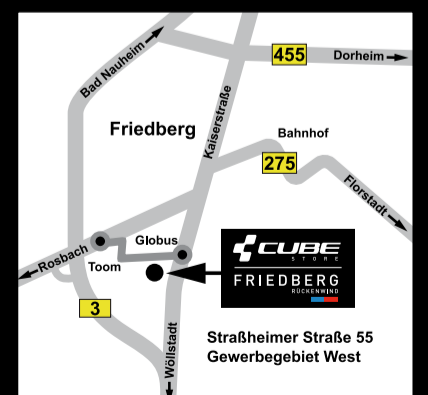 455
Dorheim
Bad Nauheim
Kaiserstraße
Friedberg
Bahnhof
275
Florstadt
Globus
Rosbach
Toom
CUBE
STORE
FRIEDBERG
RÜCKENWIND
3
Wöllstadt
Straßheimer Straße 55
Gewerbegebiet West